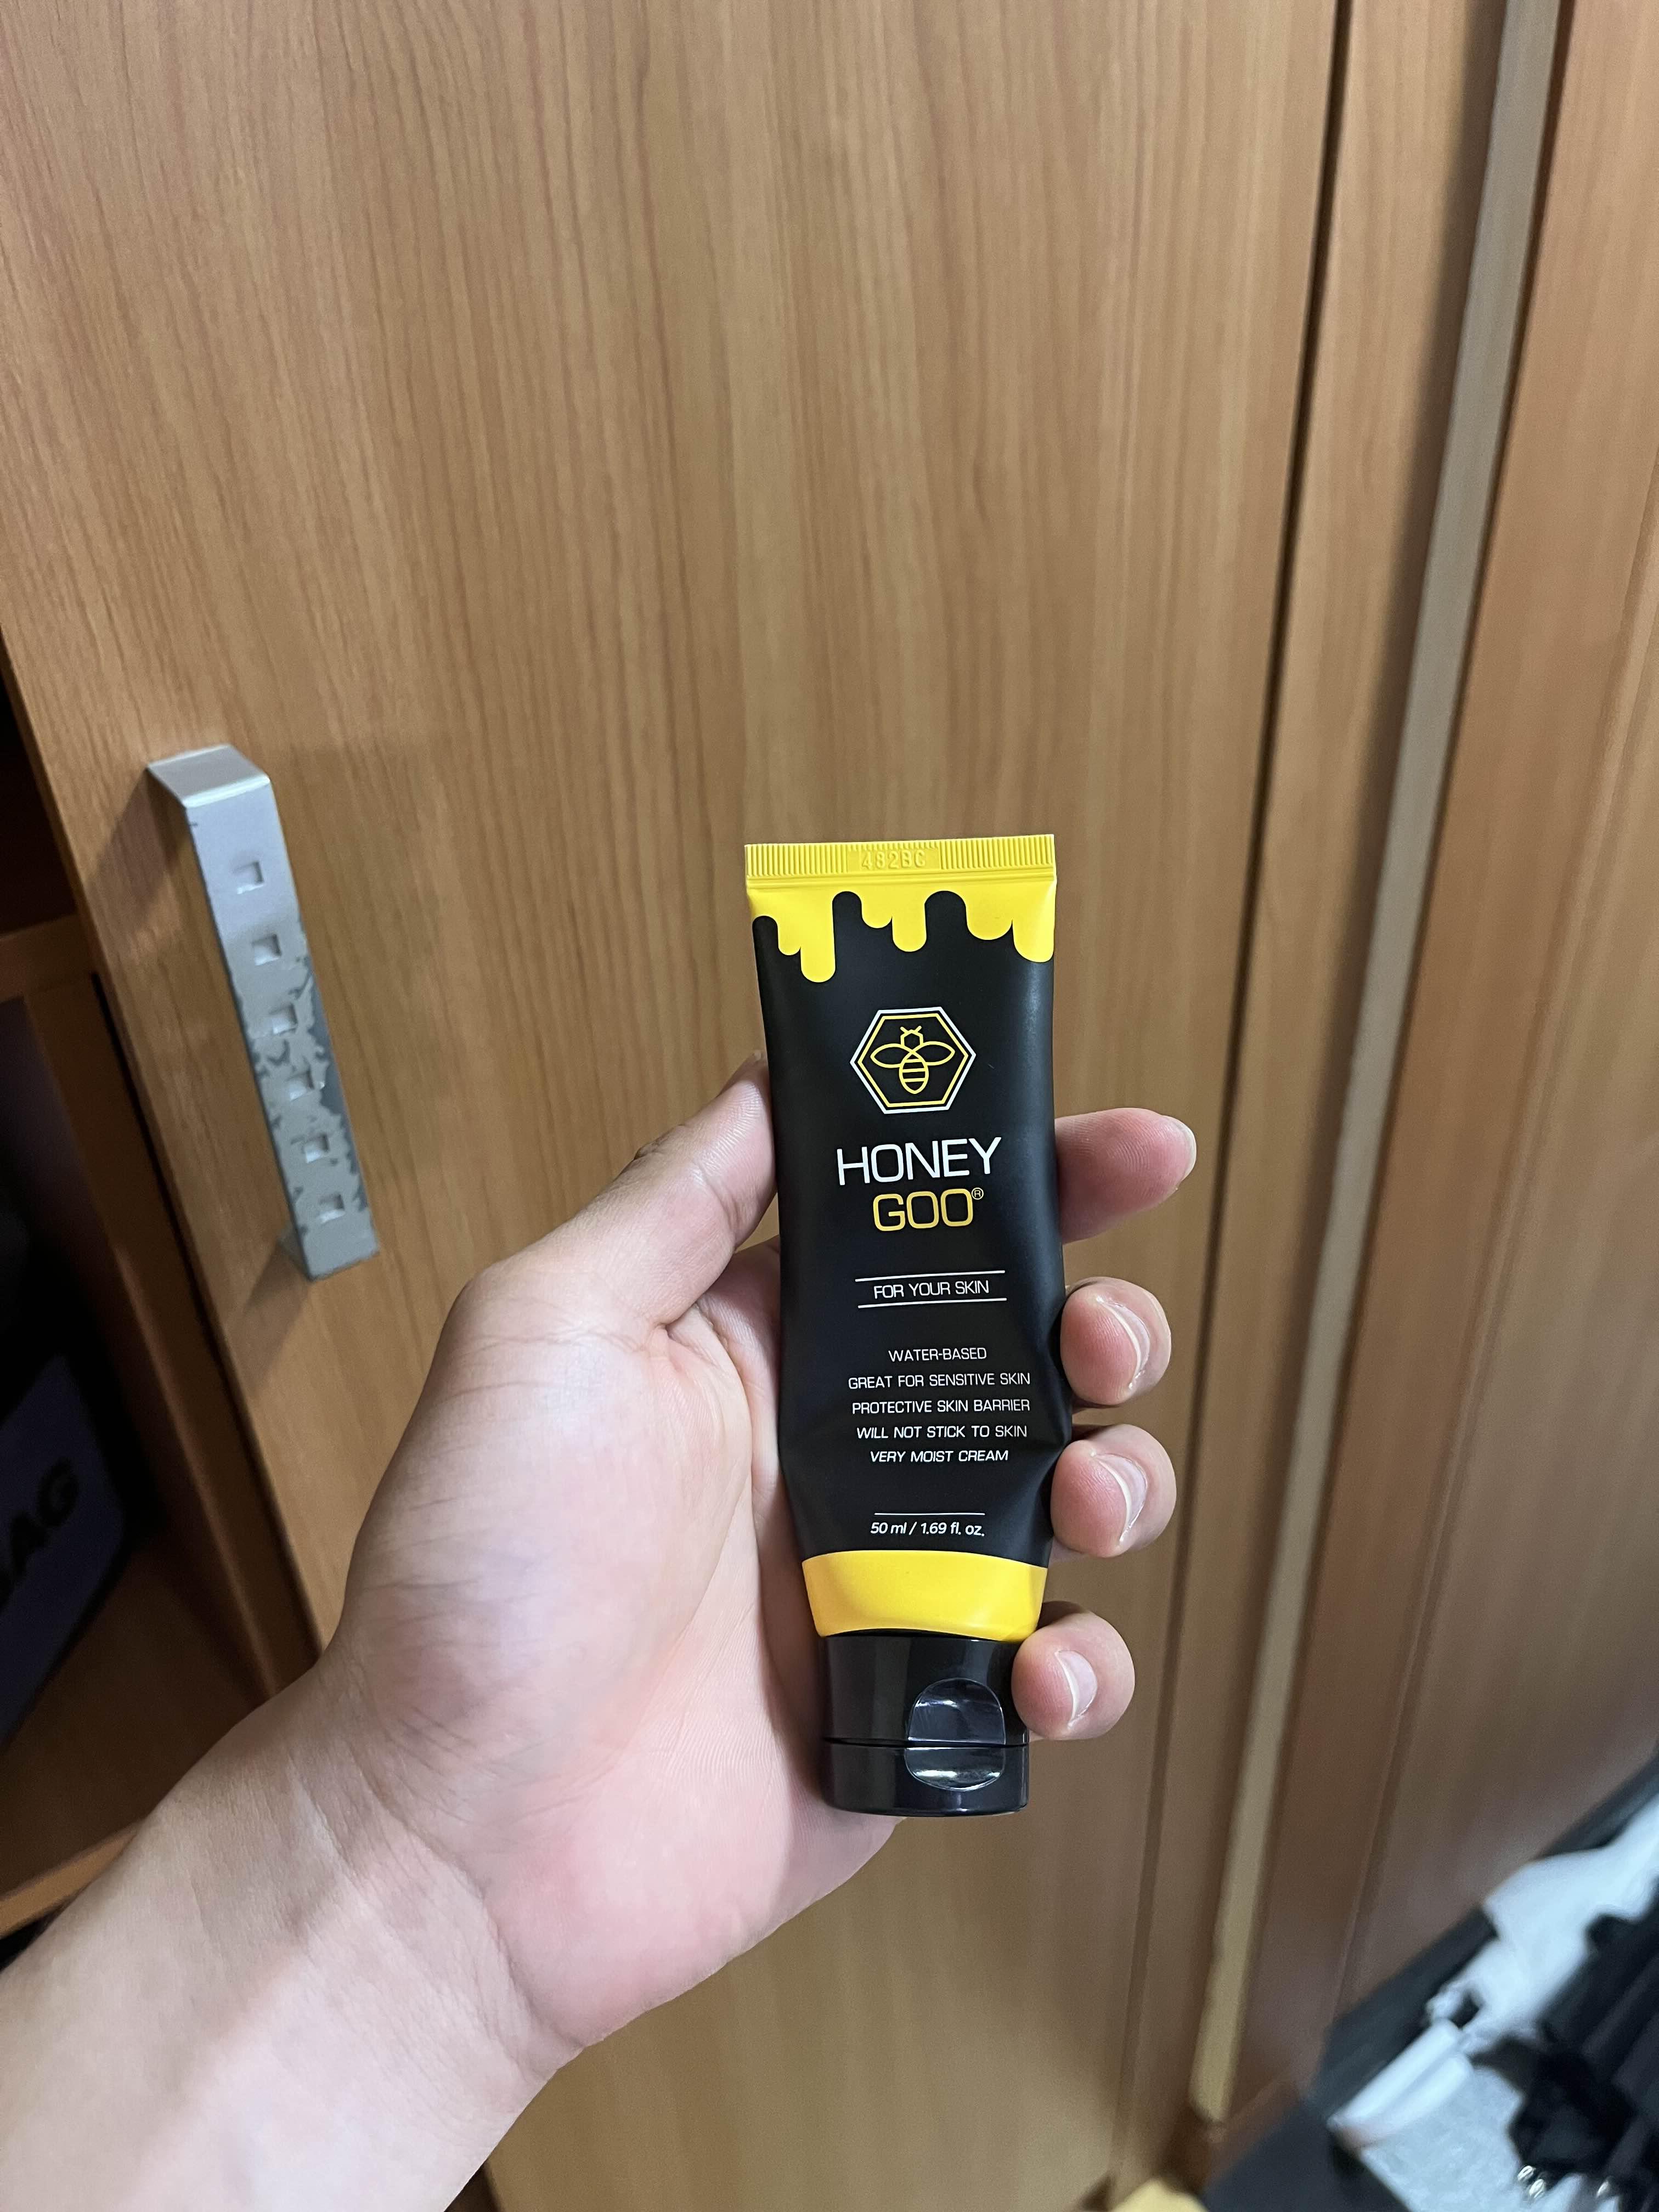 482BC
HONEY
GOO®
FOR YOUR SKIN
WATER-BASED
GREAT FOR SENSITIVE SKIN
PROTECTIVE SKIN BARRIER
WILL NOT STICK TO SKIN
VERY MOIST CREAM
50 ml / 1.69 fl. oz.